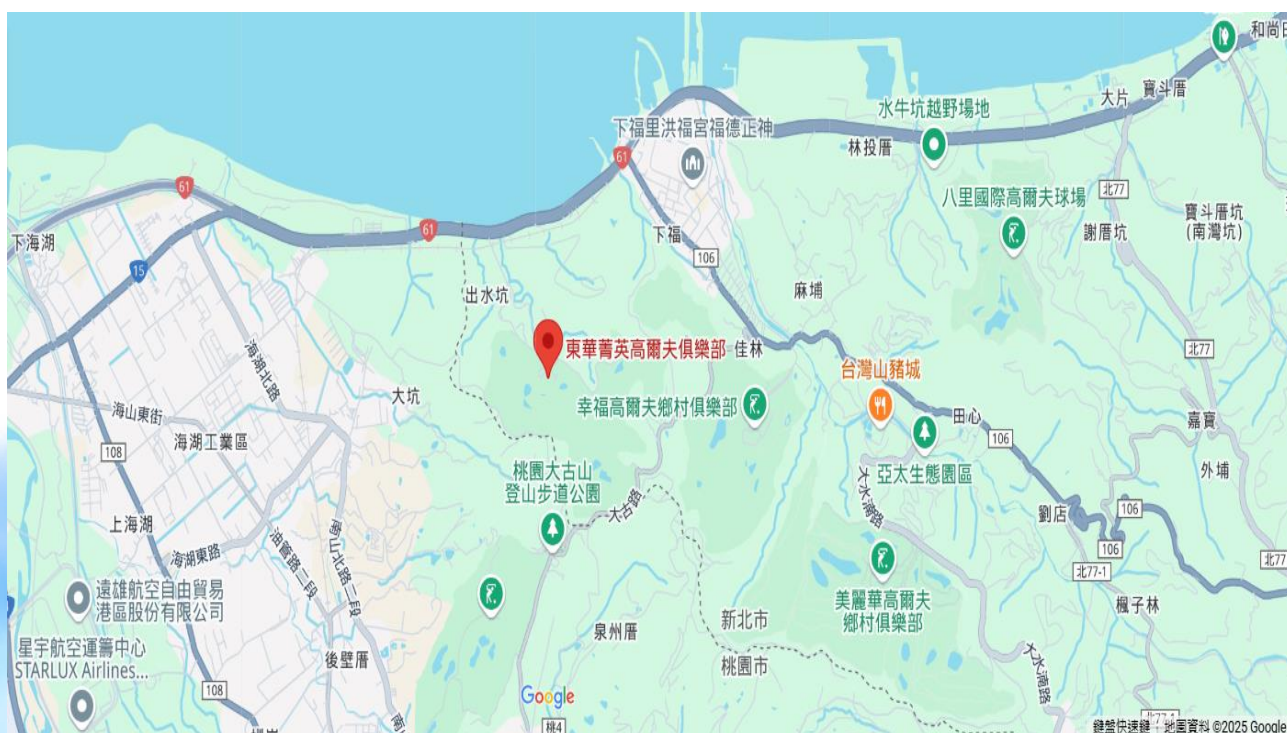 和尚
寶斗厝
大片
水牛坑越野場地
下福里洪福宮福德正神
林投厝
61
61
61
北77
八里國際高爾夫球場
寶斗厝坑
(南灣坑)
謝厝坑
下海湖
15
下福
106
麻埔
出水坑
東華菁英高爾夫俱樂部
佳林
北77
台灣山豬城
海湖北路
大坑
幸福高爾夫鄉村俱樂部
海山東街
田心
嘉寶
108
海湖工業區
106
亞太生態園區
外埔
桃園大古山
登山步道公園
大古路
上海湖
劉店
106
106
海湖東路
油管路二段
南山北路二段
北77-1
北77
遠雄航空自由貿易
港區股份有限公司
美麗華高爾夫
鄉村俱樂部
楓子林
新北市
泉州厝
星宇航空運籌中心
STARLUX Airlines...
後壁厝
桃園市
108
Google
桃4
北77-1
鍵盤快速鍵
地圖資料 ©2025 Google